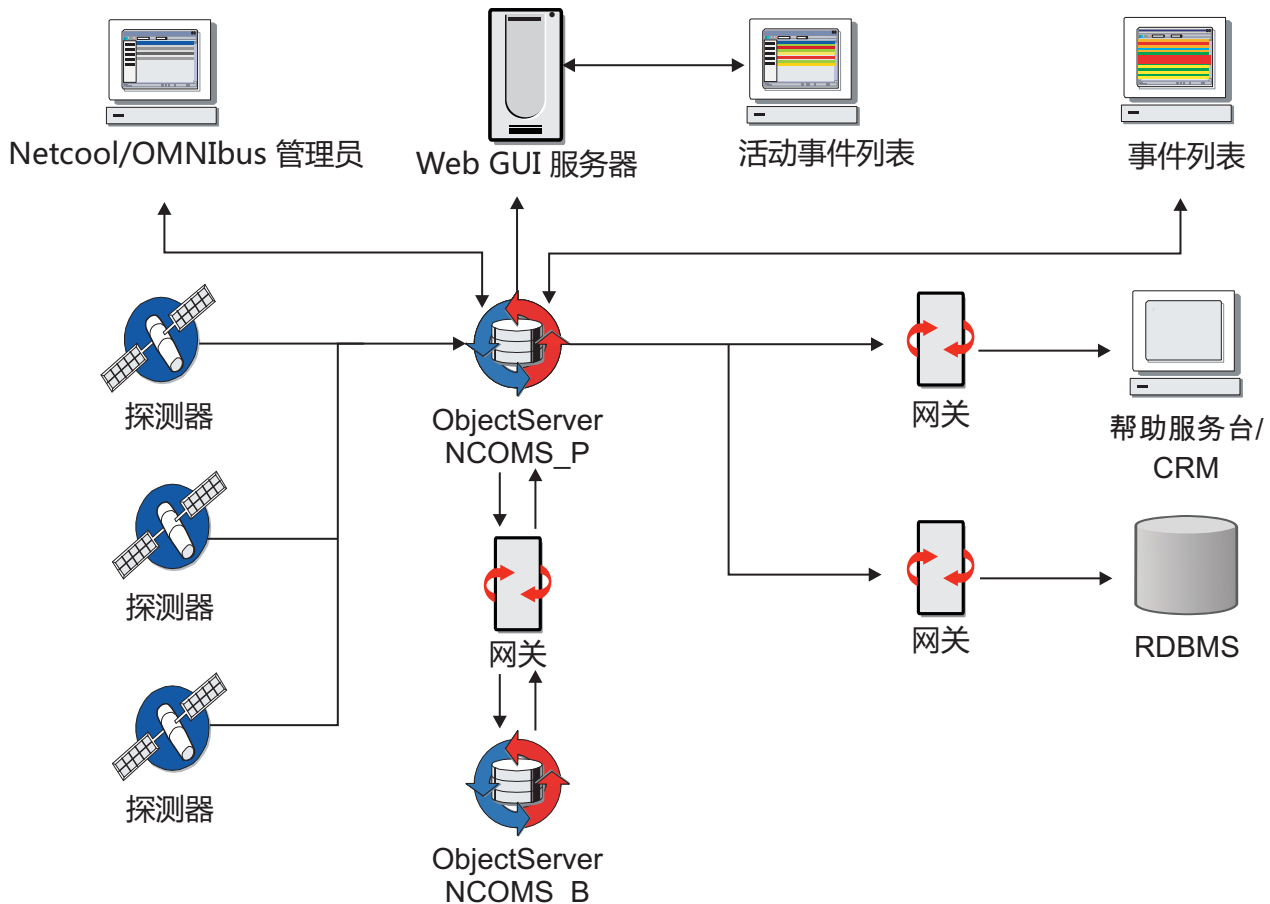 Netcool/OMNIbus 管理员
Web GUI 服务器
活动事件列表
事件列表
探测器
ObjectServer
NCOMS_P
网关
帮助服务台/
CRM
探测器
网关
网关
RDBMS
探测器
ObjectServer
NCOMS_B